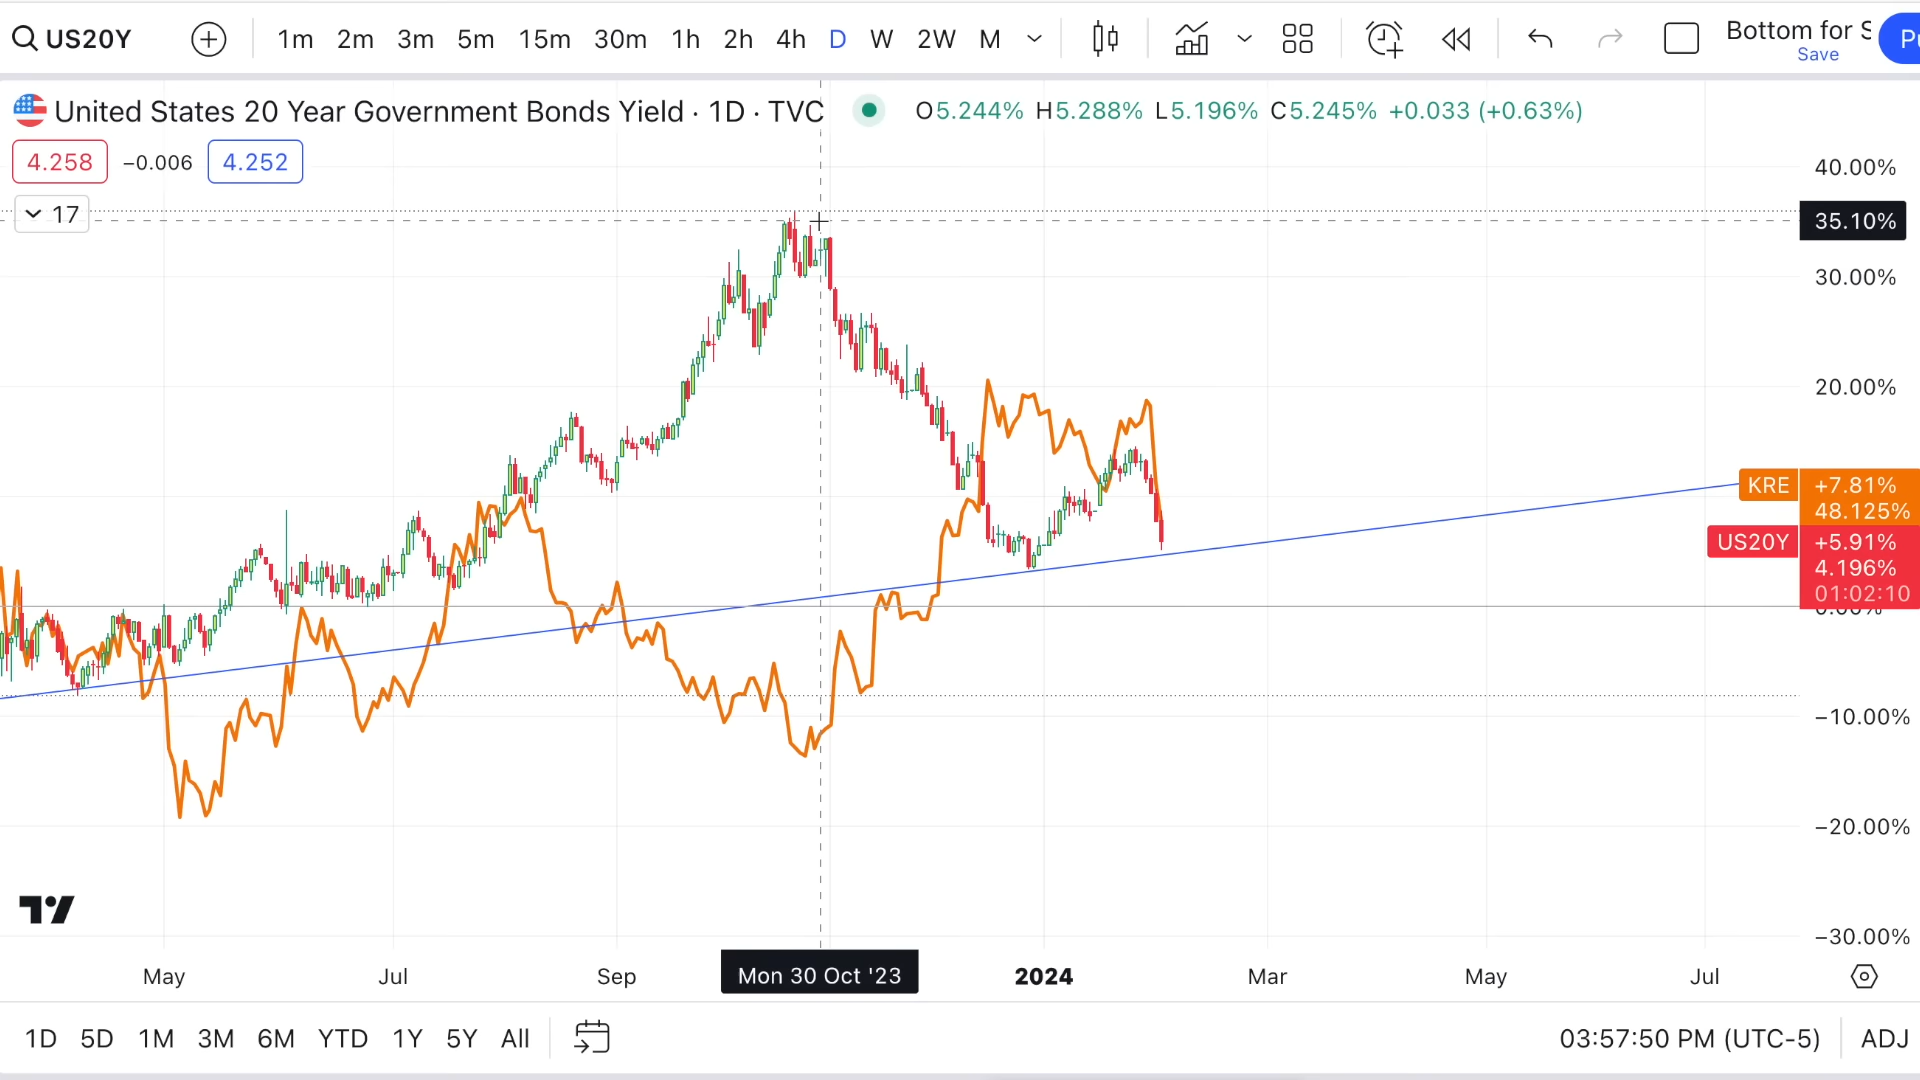 US20Y 1m 2m 3m 5m 15m 30m 1h 2h 4h D W 2W M Bottom for S
Save
Pu
United States 20 Year Government Bonds Yield · 1D · TVC O5.244% H5.288% L5.196% C5.245% +0.033 (+0.63%)
4.258 −0.006 4.252
17
40.00%
35.10%
30.00%
20.00%
KRE +7.81%
48.125%
US20Y +5.91%
4.196%
01:02:10
0.00%
−10.00%
−20.00%
−30.00%
May Jul Sep Mon 30 Oct '23 2024 Mar May Jul
1D 5D 1M 3M 6M YTD 1Y 5Y All 03:57:50 PM (UTC-5) ADJ